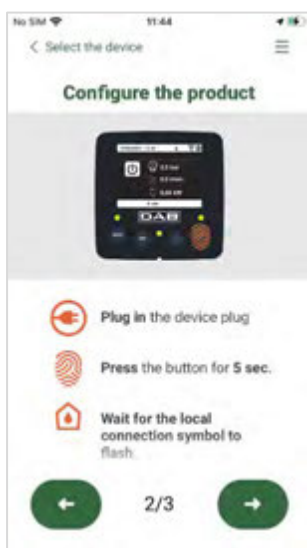 No SIM 11:44
Select the device
Configure the product
DAB
Plug in the device plug
Press the button for 5 sec.
Wait for the local
connection symbol to
flash.
2/3